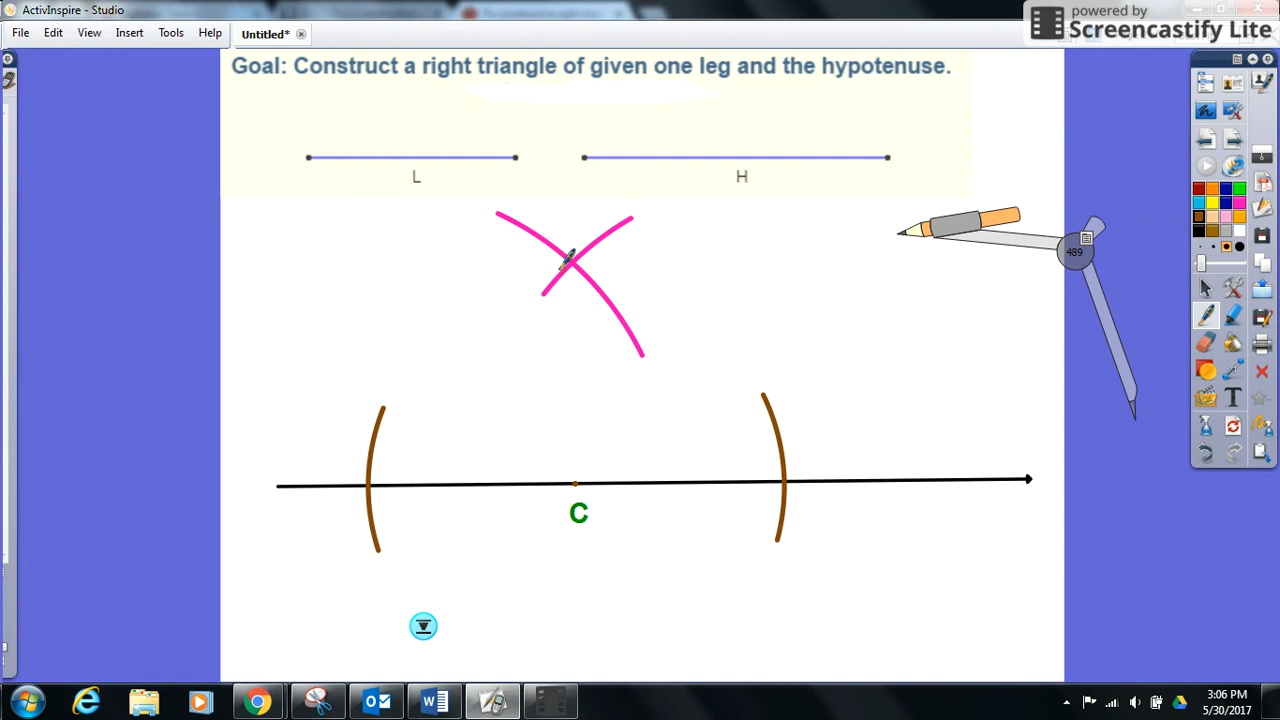 ActivInspire - Studio
powered by
Screencastify Lite
File Edit View Insert Tools Help Untitled*
Goal: Construct a right triangle of given one leg and the hypotenuse.
L H
489
C
3:06 PM
5/30/2017